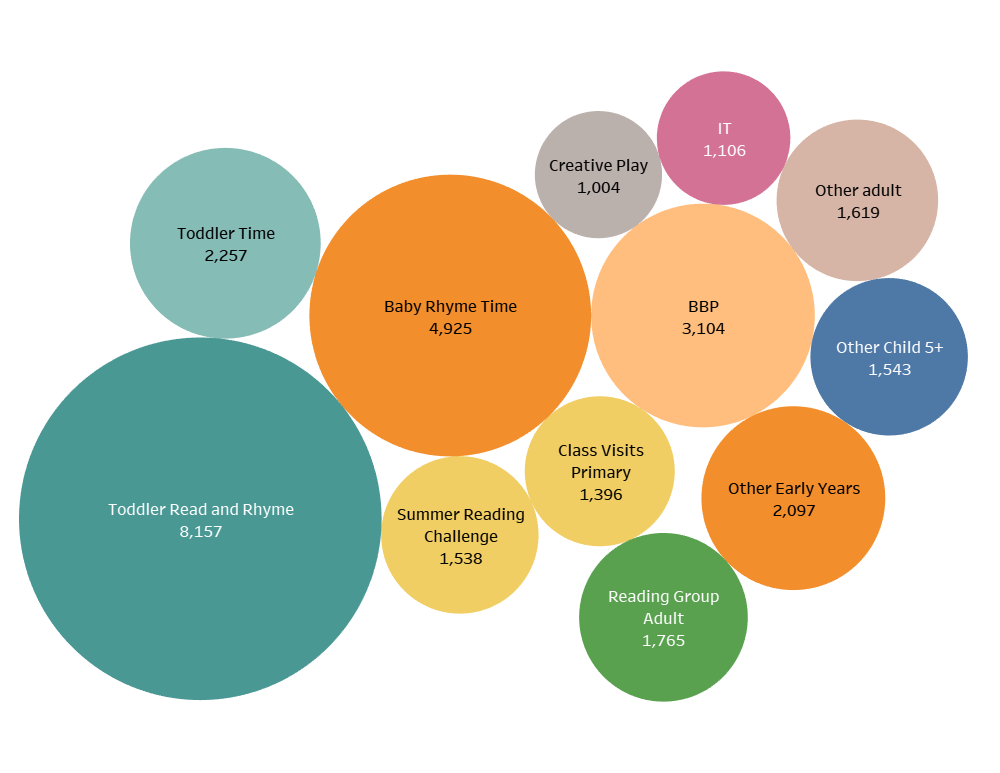 IT
1,106
Creative Play
1,004
Other adult
1,619
Toddler Time
2,257
Baby Rhyme Time
4,925
BBP
3,104
Other Child 5+
1,543
Class Visits
Primary
1,396
Other Early Years
2,097
Toddler Read and Rhyme
8,157
Summer Reading
Challenge
1,538
Reading Group
Adult
1,765